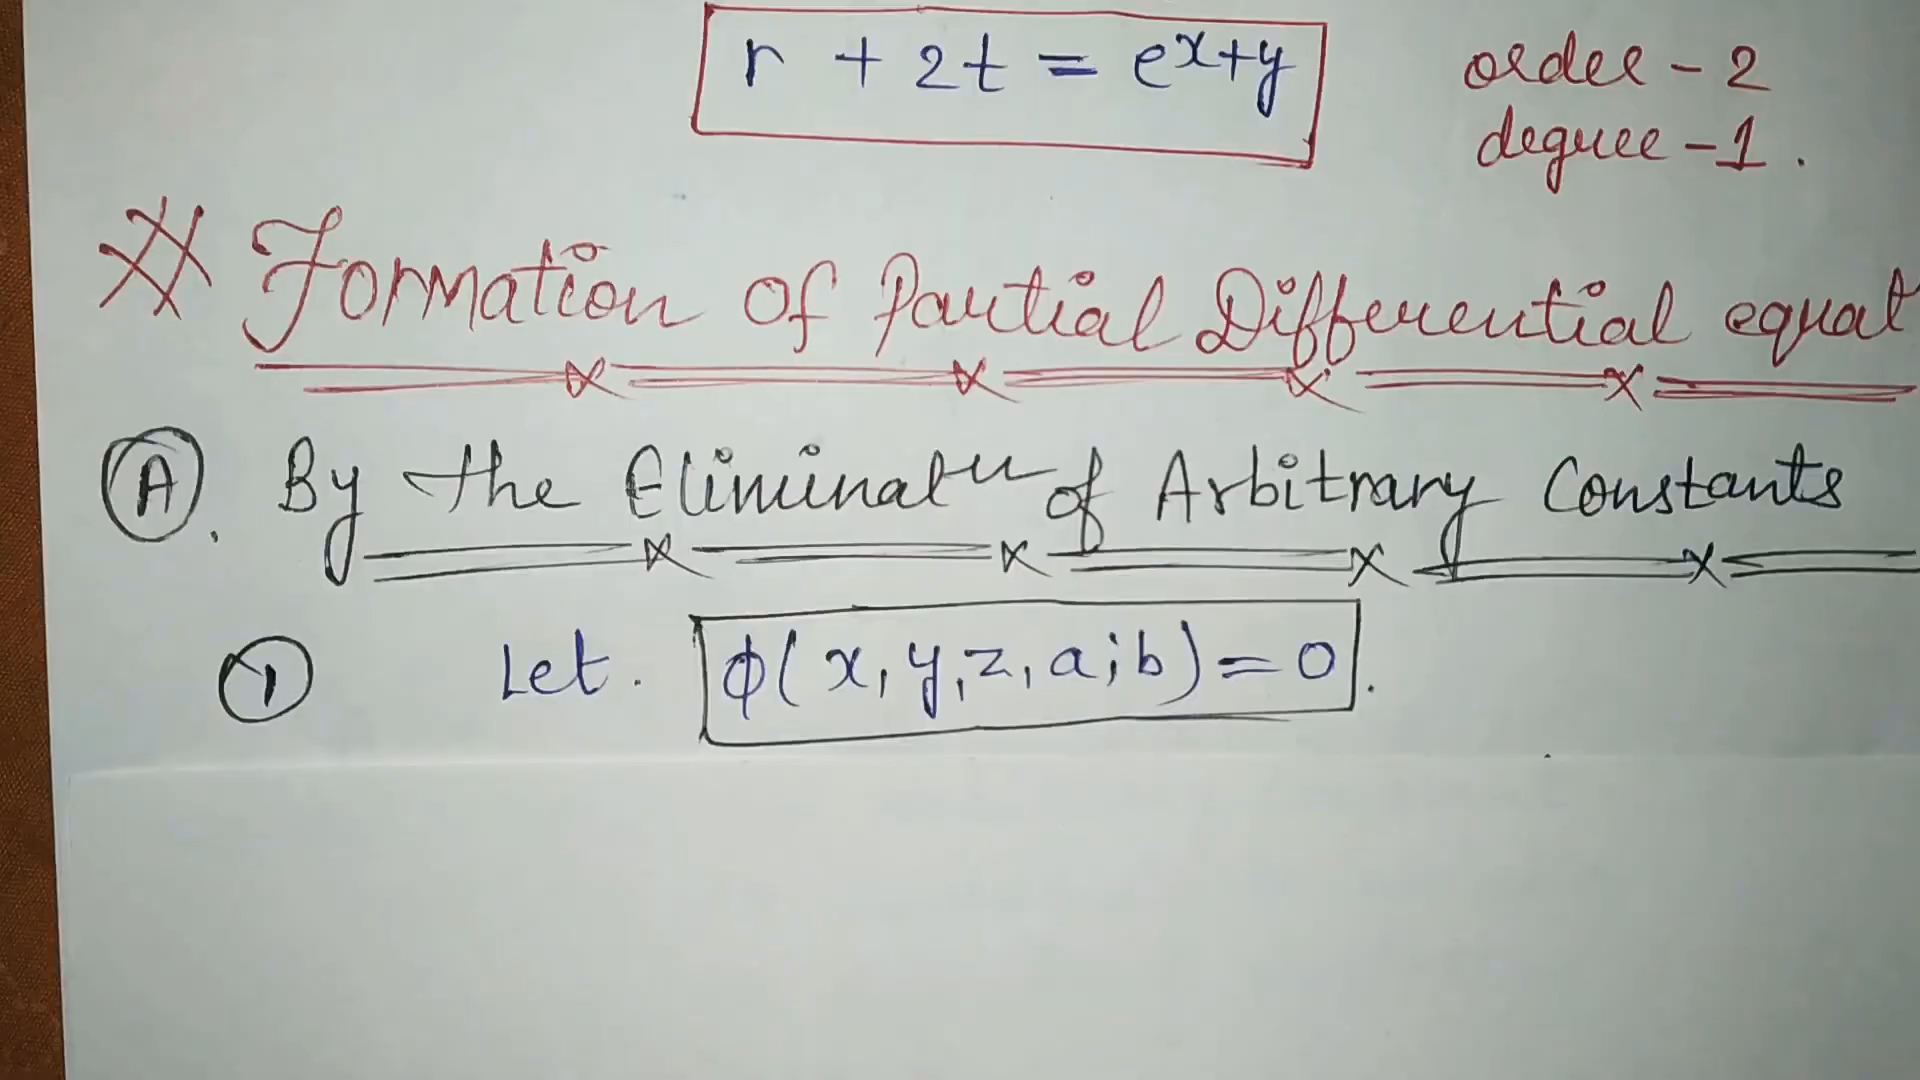 r + 2t = e^x+y
order - 2
degree - 1.
Formation of Partial Differential equat
A. By the Eliminatn of Arbitrary Constants
1 Let. ϕ(x, y, z, a; b) = 0.